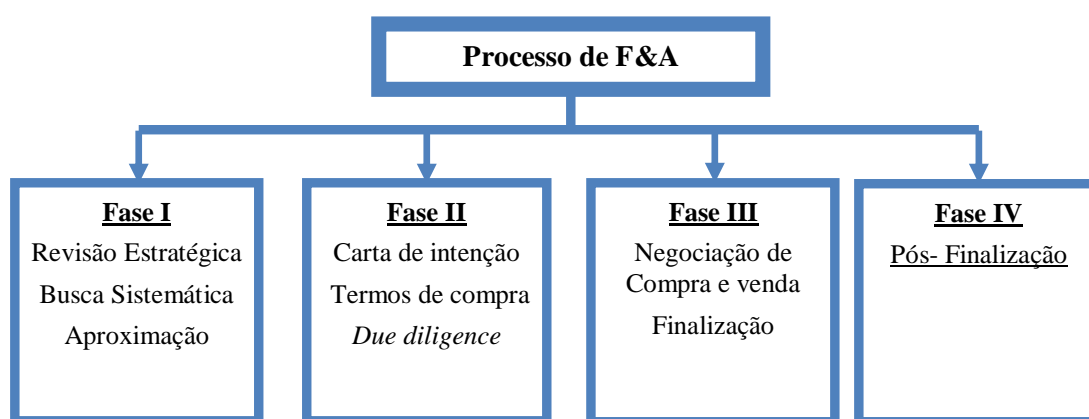 Processo de F&A
Fase I
Revisão Estratégica
Busca Sistemática
Aproximação
Fase II
Carta de intenção
Termos de compra
Due diligence
Fase III
Negociação de
Compra e venda
Finalização
Fase IV
Pós- Finalização